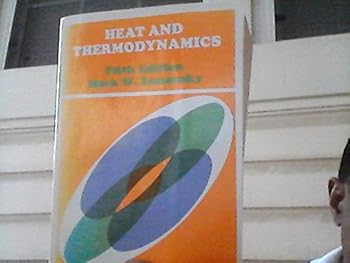 HEAT AND
THERMODYNAMICS
Fifth Edition
Mark W. Zemansky